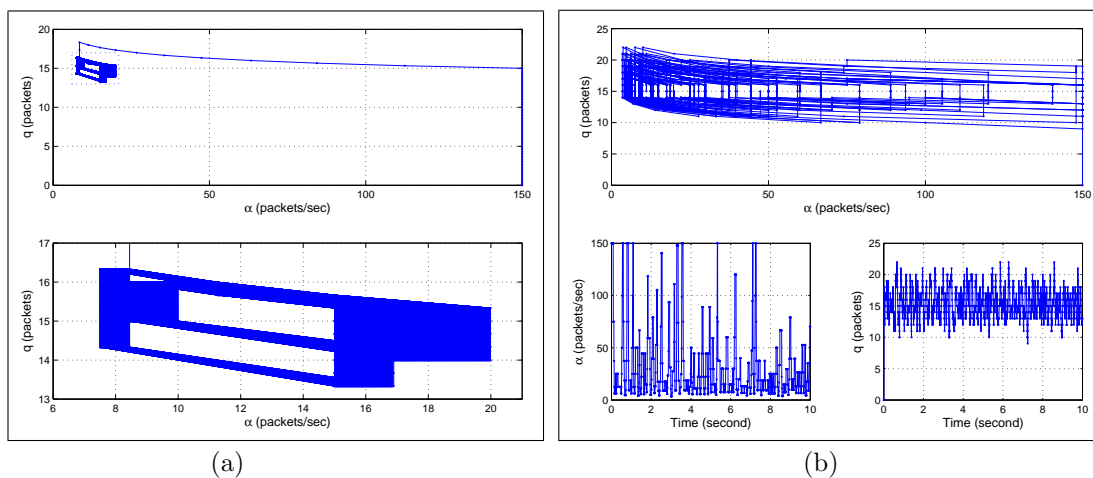 20
15
10
5
0
q (packets)
0 50 100 150
α (packets/sec)
17
16
15
14
13
q (packets)
6 8 10 12 14 16 18 20
α (packets/sec)
(a)
25
20
15
10
5
0
q (packets)
0 50 100 150
α (packets/sec)
150
100
50
0
α (packets/sec)
0 2 4 6 8 10
Time (second)
25
20
15
10
5
0
q (packets)
0 2 4 6 8 10
Time (second)
(b)